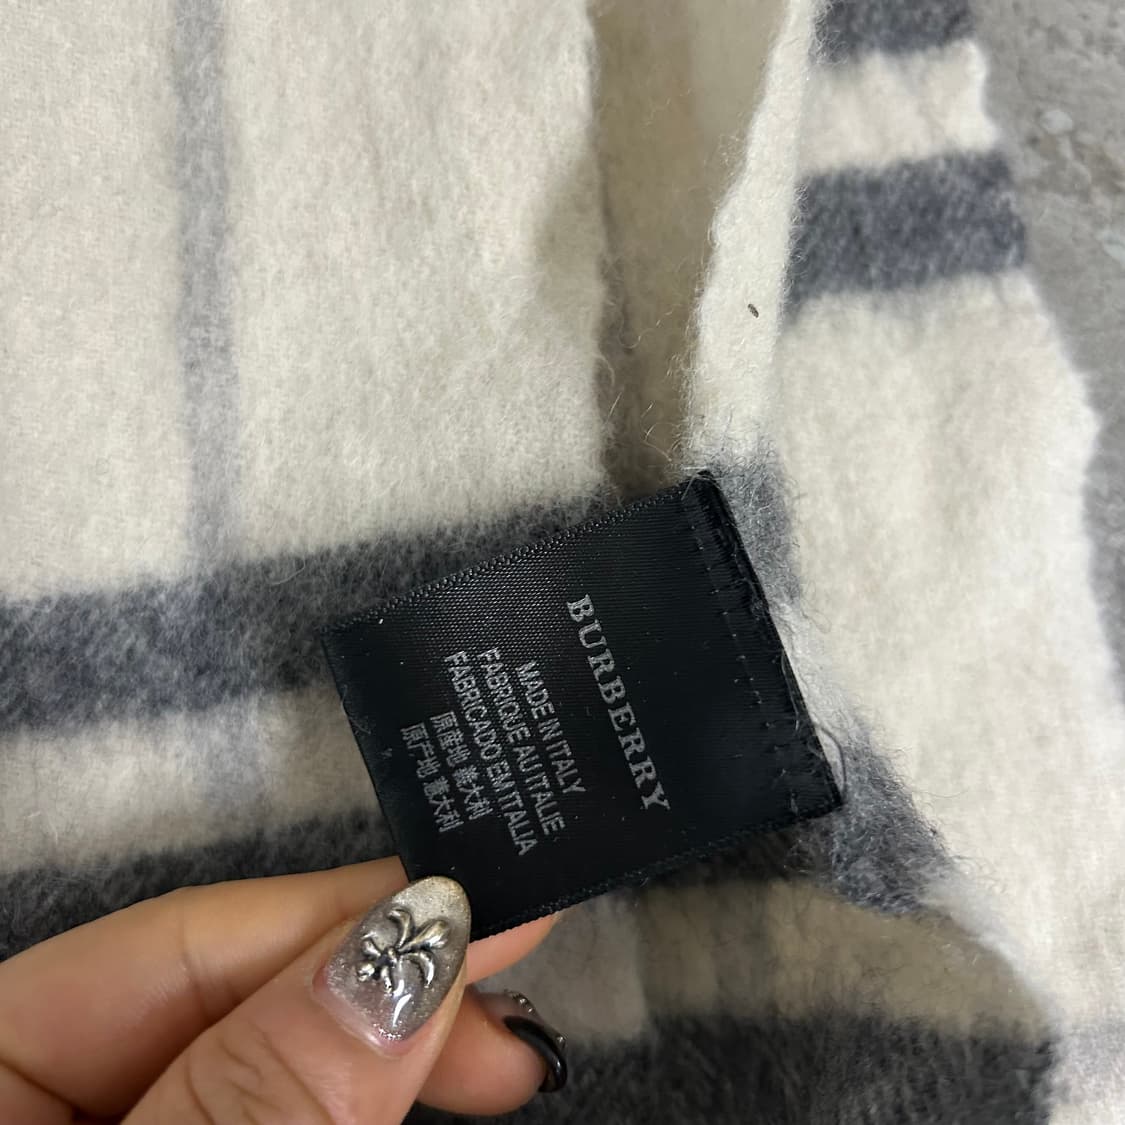 BURBERRY
MADE IN ITALY
FABRIQUE AU ITALIE
FABRICADO EM ITALIA
原産地 義大利
原产地 意大利